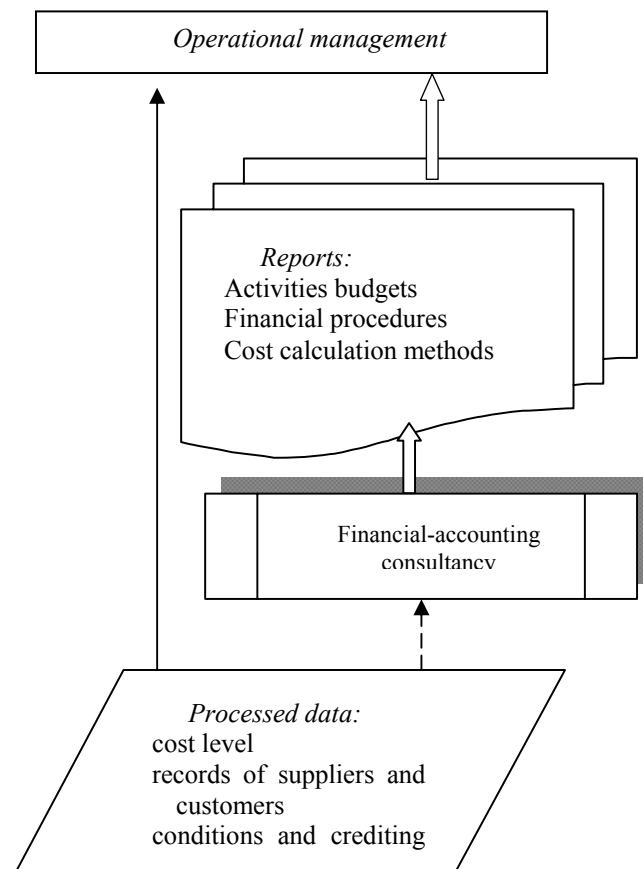 Operational management
Reports:
Activities budgets
Financial procedures
Cost calculation methods
Financial-accounting
consultancy
Processed data:
cost level
records of suppliers and
customers
conditions and crediting